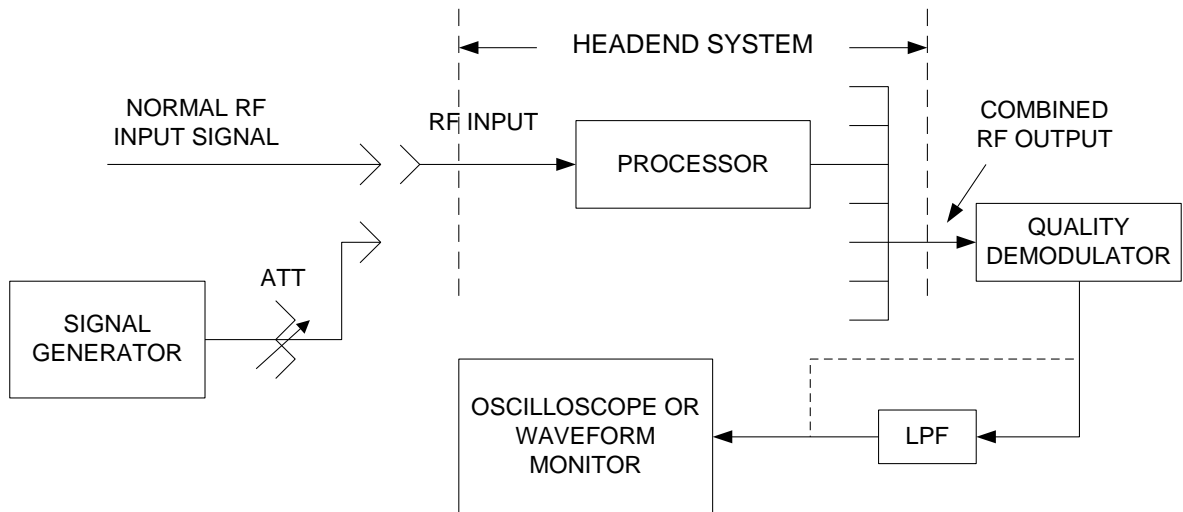 HEADEND SYSTEM
NORMAL RF
INPUT SIGNAL
RF INPUT
COMBINED
RF OUTPUT
PROCESSOR
QUALITY
DEMODULATOR
ATT
SIGNAL
GENERATOR
OSCILLOSCOPE OR
WAVEFORM
MONITOR
LPF